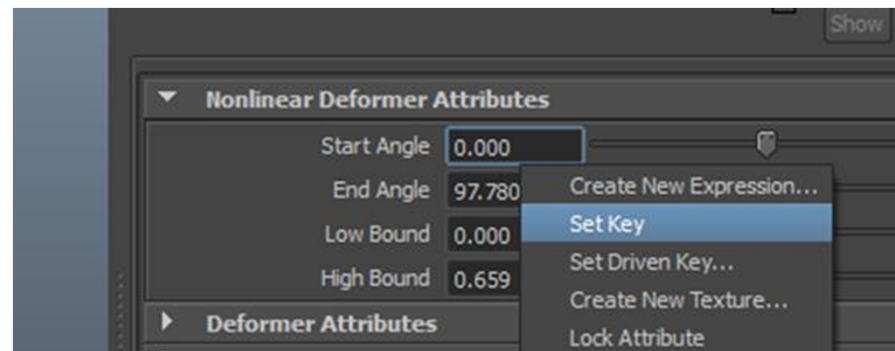 Show
Nonlinear Deformer Attributes
Start Angle 0.000
End Angle 97.780
Create New Expression...
Low Bound 0.000
Set Key
High Bound 0.659
Set Driven Key...
Create New Texture...
Deformer Attributes
Lock Attribute